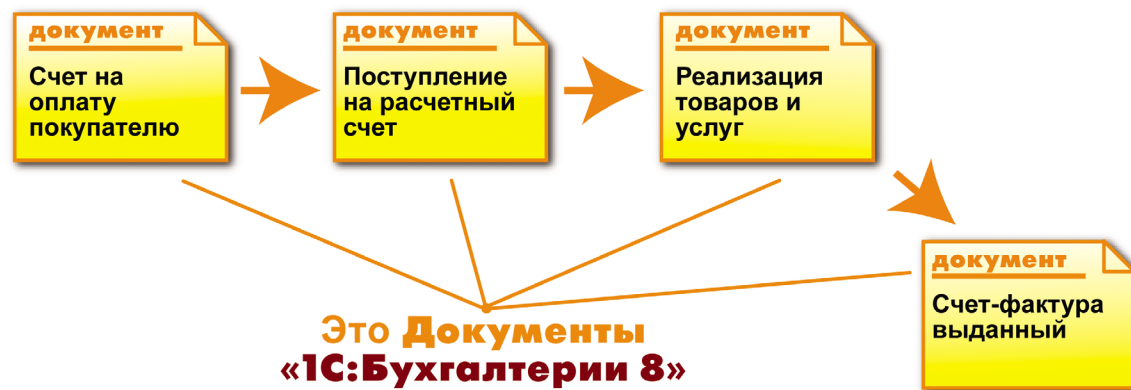 документ
Счет на
оплату
покупателю
документ
Поступление
на расчетный
счет
документ
Реализация
товаров и
услуг
документ
Счет-фактура
выданный
Это Документы
«1С:Бухгалтерии 8»